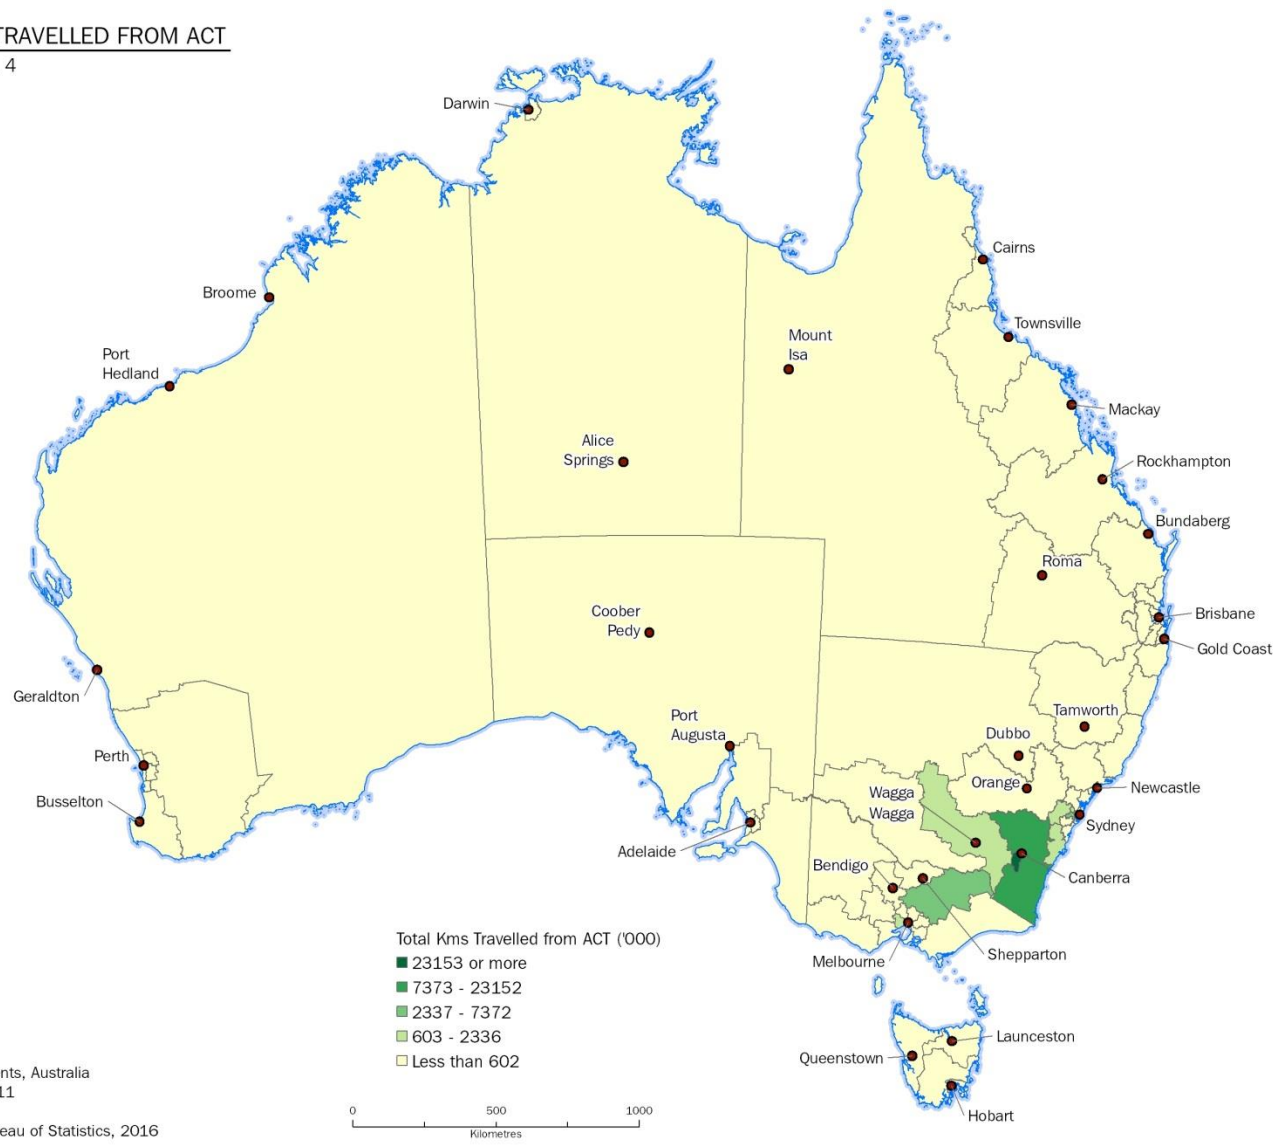 TRAVELLED FROM ACT
4
Darwin
Cairns
Broome
Townsville
Mount
Isa
Port
Hedland
Mackay
Alice
Springs
Rockhampton
Bundaberg
Roma
Coober
Pedy
Brisbane
Gold Coast
Geraldton
Port
Augusta
Tamworth
Dubbo
Perth
Orange
Newcastle
Wagga
Wagga
Busselton
Sydney
Adelaide
Bendigo
Canberra
Shepparton
Melbourne
Total Kms Travelled from ACT ('000)
23153 or more
7373 - 23152
2337 - 7372
603 - 2336
Less than 602
Launceston
Queenstown
Hobart
nts, Australia
11
eau of Statistics, 2016
0 500 1000
Kilometres